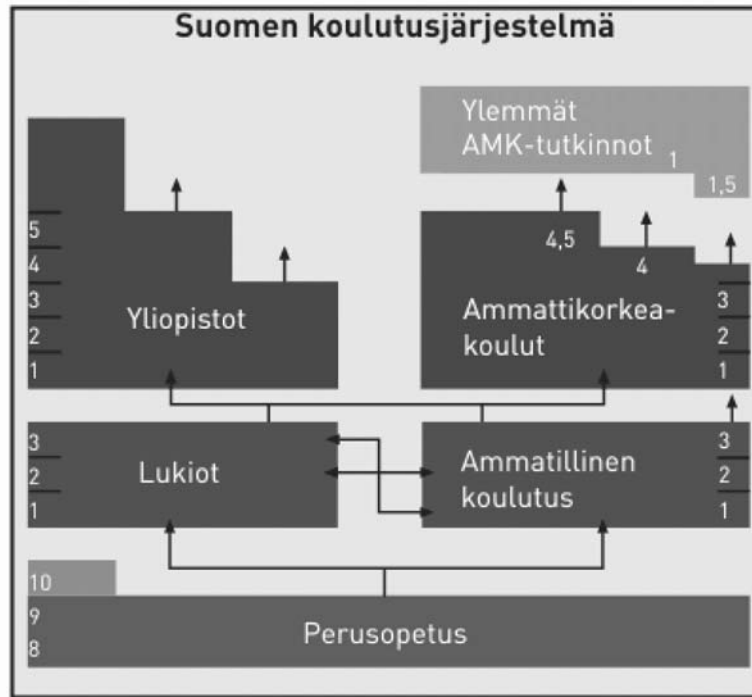 Suomen koulutusjärjestelmä
Ylemmät
AMK-tutkinnot
1
1,5
5
4
3
2
1
Yliopistot
4,5
4
Ammattikorkea-
koulut
3
2
1
3
2
1
Lukiot
Ammatillinen
koulutus
3
2
1
10
9
8
Perusopetus